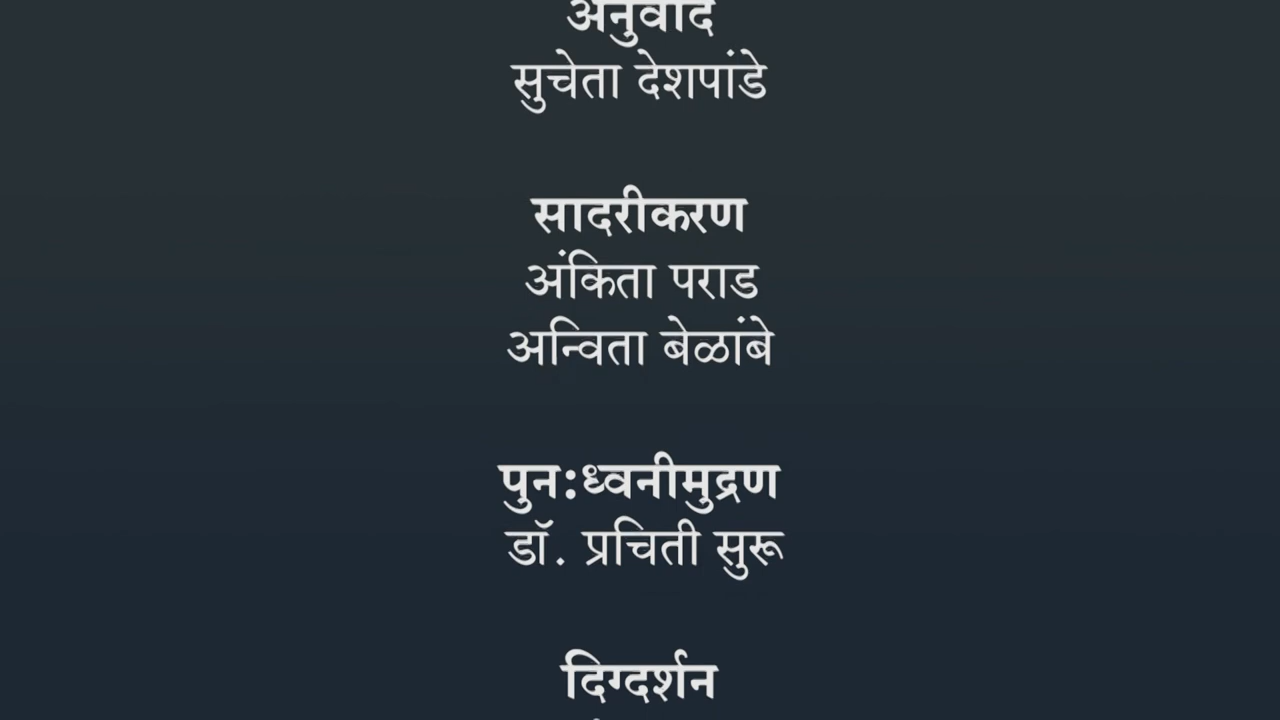 अनुवाद
सुचेता देशपांडे
सादरीकरण
अंकिता पराड
अन्विता बेळांबे
पुन:ध्वनीमुद्रण
डॉ. प्रचिती सुरू
दिग्दर्शन